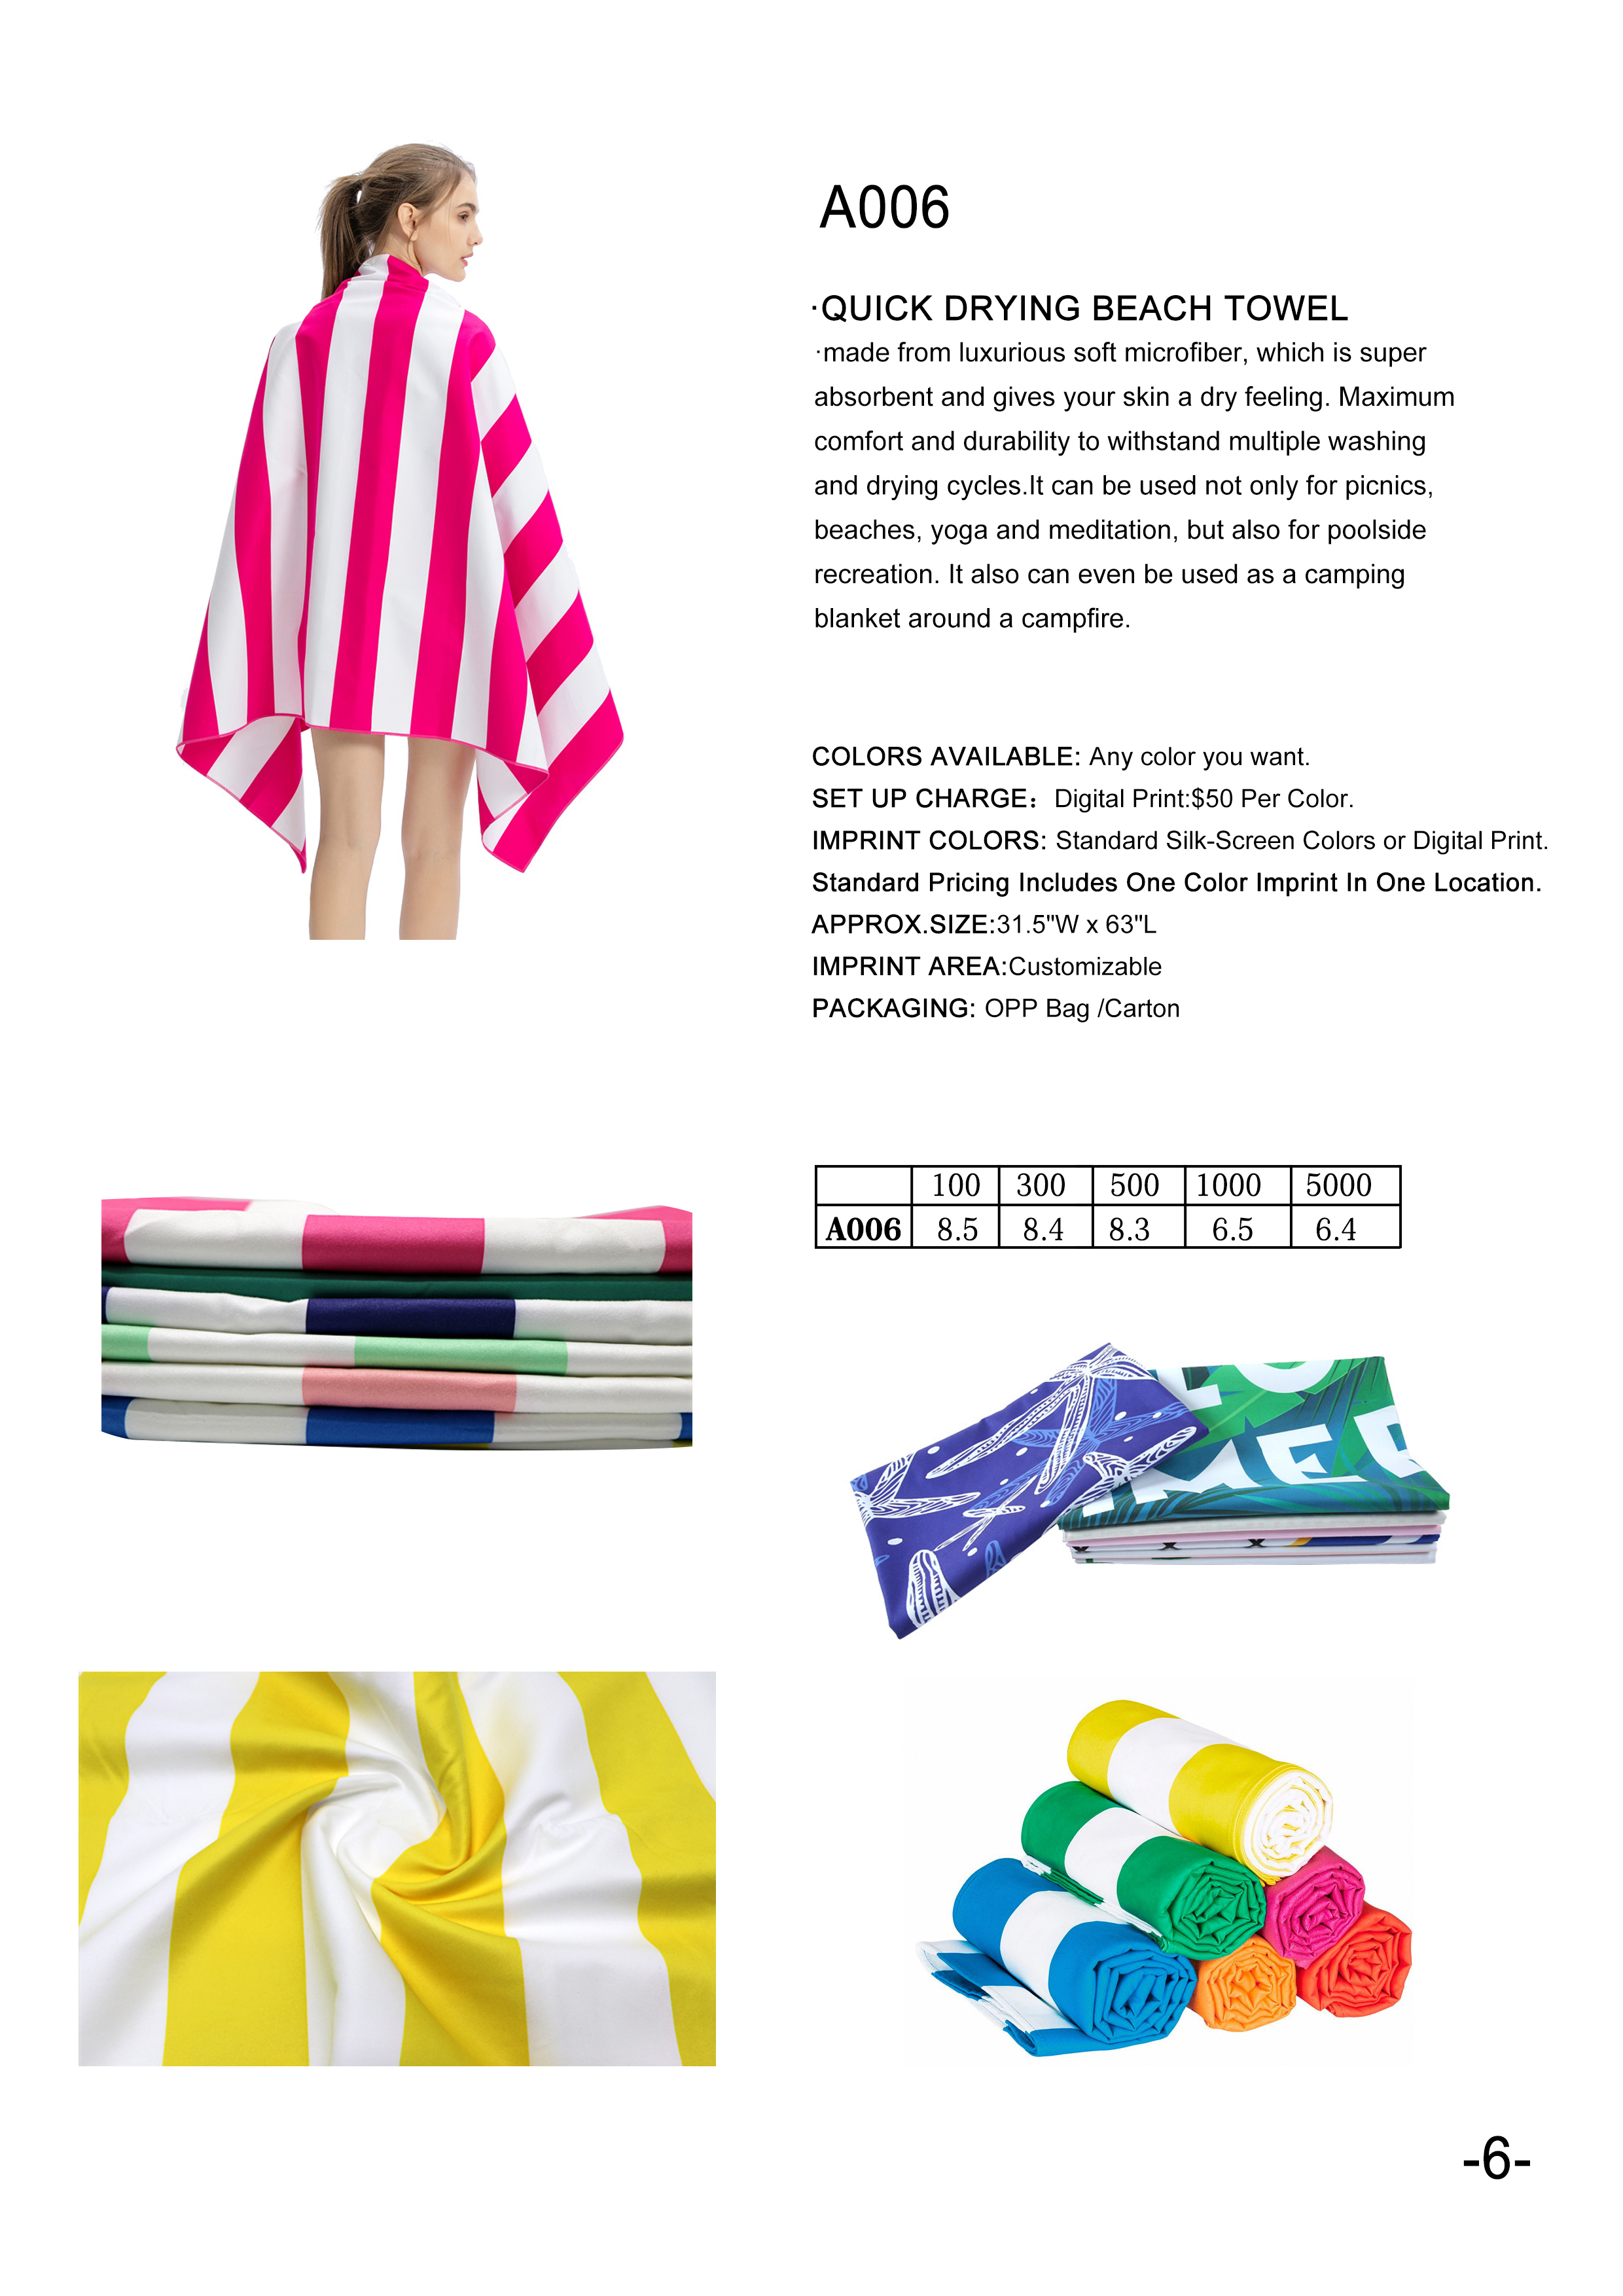 A006
·QUICK DRYING BEACH TOWEL
·made from luxurious soft microfiber, which is super
absorbent and gives your skin a dry feeling. Maximum
comfort and durability to withstand multiple washing
and drying cycles.It can be used not only for picnics,
beaches, yoga and meditation, but also for poolside
recreation. It also can even be used as a camping
blanket around a campfire.
COLORS AVAILABLE: Any color you want.
SET UP CHARGE：Digital Print:$50 Per Color.
IMPRINT COLORS: Standard Silk-Screen Colors or Digital Print.
Standard Pricing Includes One Color Imprint In One Location.
APPROX.SIZE:31.5"W x 63"L
IMPRINT AREA:Customizable
PACKAGING: OPP Bag /Carton
100 300 500 1000 5000
A006 8.5 8.4 8.3 6.5 6.4
-6-